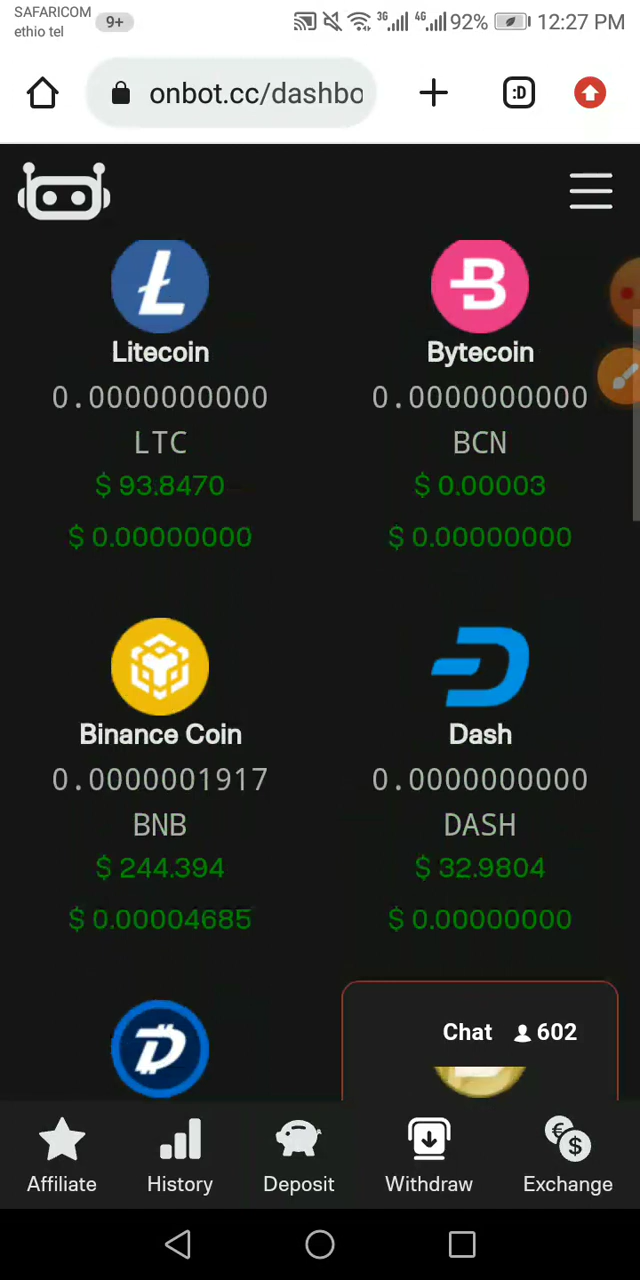 SAFARICOM
ethio tel
9+
3G 4G 92% 12:27 PM
onbot.cc/dashbo
:D
Litecoin
0.0000000000
LTC
$ 93.8470
$ 0.00000000
Bytecoin
0.0000000000
BCN
$ 0.00003
$ 0.00000000
Binance Coin
0.0000001917
BNB
$ 244.394
$ 0.00004685
Dash
0.0000000000
DASH
$ 32.9804
$ 0.00000000
Chat 602
Affiliate
History
Deposit
Withdraw
Exchange